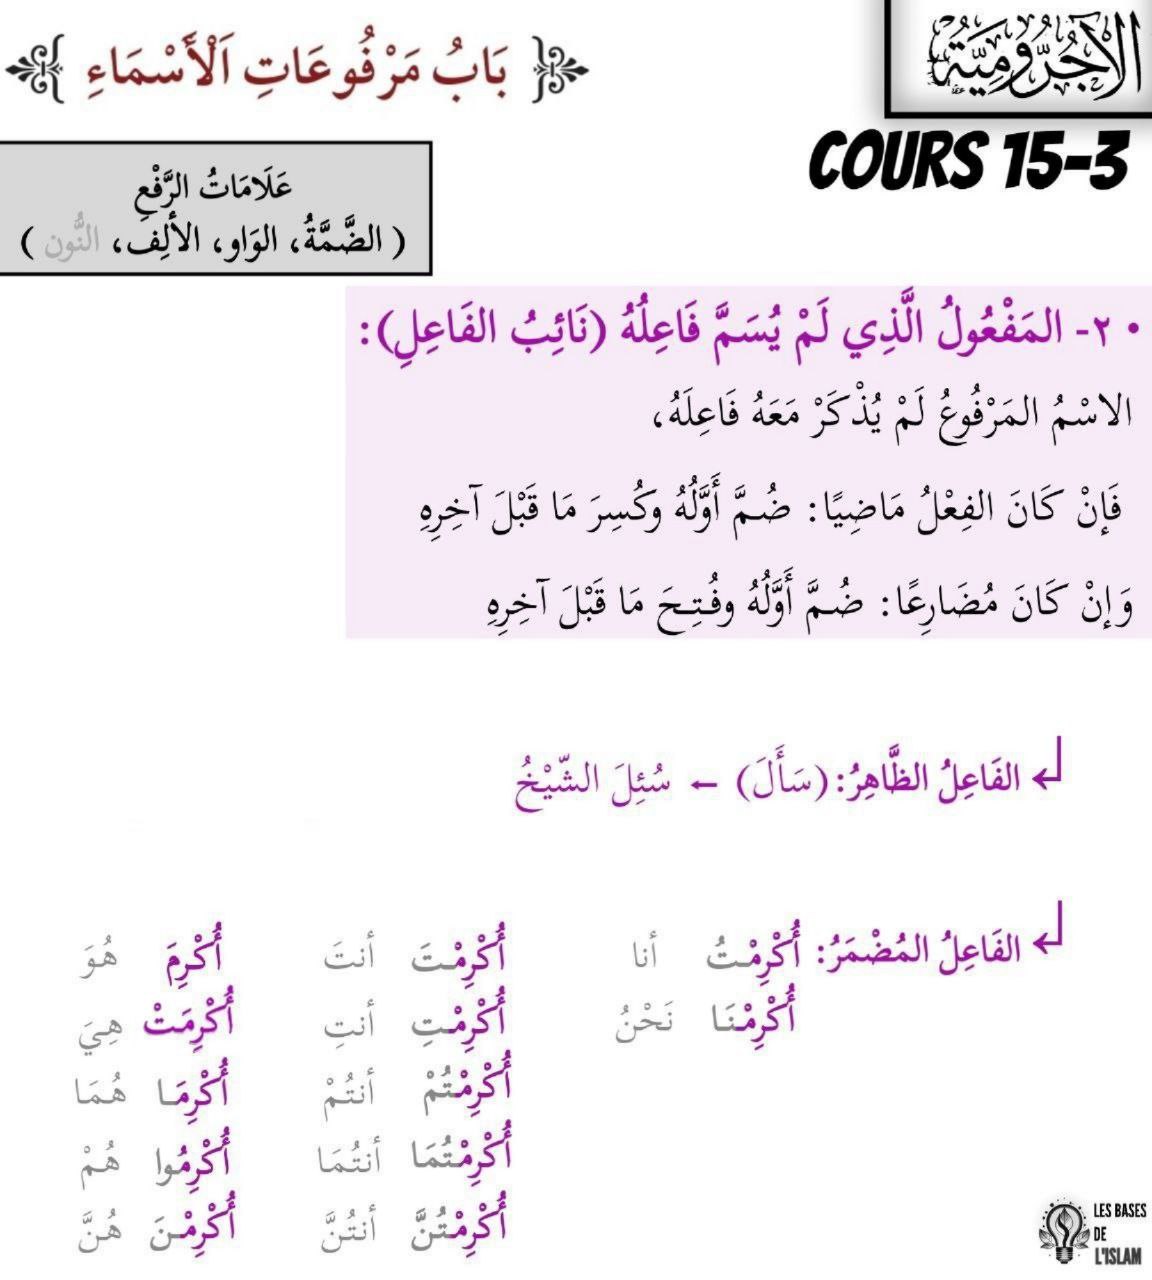 الآجُرُّومِيَّةُ
بَابُ مَرْفُوعَاتِ اَلْأَسْمَاءِ
COURS 15-3
عَلَامَاتُ الرَّفْعِ
( الضَّمَّةُ، الوَاو، الألِف، النُّون )
• ٢- المَفْعُولُ الَّذِي لَمْ يُسَمَّ فَاعِلُهُ (نَائِبُ الفَاعِلِ):
الاسْمُ المَرْفُوعُ لَمْ يُذْكَرْ مَعَهُ فَاعِلَهُ،
فَإنْ كَانَ الفِعْلُ مَاضِيًا: ضُمَّ أَوَّلُهُ وكُسِرَ مَا قَبْلَ آخِرِهِ
وَإنْ كَانَ مُضَارِعًا: ضُمَّ أَوَّلُهُ وفُتِحَ مَا قَبْلَ آخِرِهِ
الفَاعِلُ الظَّاهِرُ: (سَأَلَ) ← سُئِلَ الشّيْخُ
الفَاعِلُ المُضْمَرُ: أُكْرِمْتُ أنا أُكْرِمْتَ أنتَ أُكْرِمَ هُوَ
أُكْرِمْنَا نَحْنُ أُكْرِمْتِ أنتِ أُكْرِمَتْ هِيَ
أُكْرِمْتُمْ أنتُمْ أُكْرِمَا هُمَا
أُكْرِمْتُمَا أنتُمَا أُكْرِمُوا هُمْ
أُكْرِمْتُنَّ أنتُنَّ أُكْرِمْنَ هُنَّ
LES BASES
DE
L'ISLAM